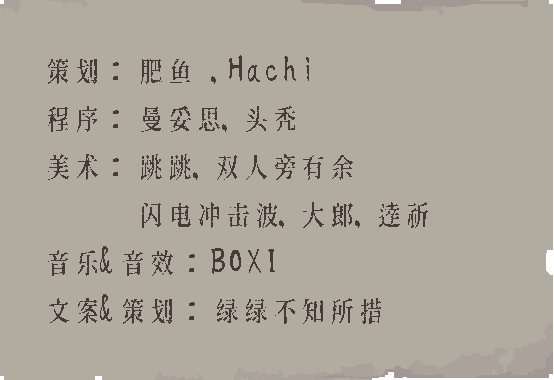 策划：肥鱼，Hachi
程序：曼妥思，头秃
美术：跳跳，双人旁有余
闪电冲击波，大郎，逵祈
音乐&音效：BOXI
文案&策划：绿绿不知所措